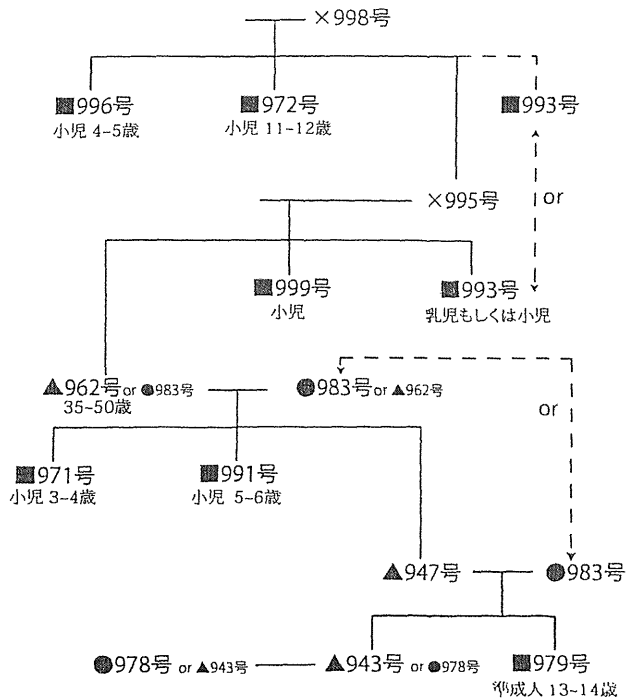 ×998号
■996号
小児 4~5歳
■972号
小児 11~12歳
■993号
×995号
or
■999号
小児
■993号
乳児もしくは小児
▲962号 or ●983号
35~50歳
●983号 or ▲962号
or
■971号
小児 3~4歳
■991号
小児 5~6歳
▲947号
●983号
●978号 or ▲943号
▲943号 or ●978号
■979号
準成人 13~14歳